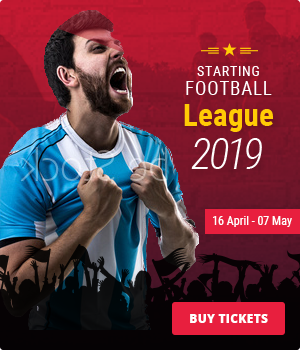 STARTING
FOOTBALL
League
2019
16 April - 07 May
BUY TICKETS